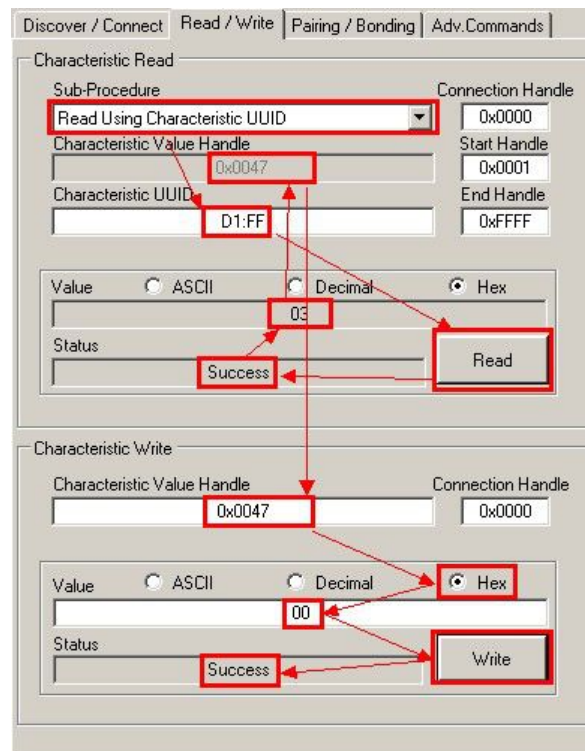 Discover / Connect Read / Write Pairing / Bonding Adv.Commands
Characteristic Read
Sub-Procedure Connection Handle
Read Using Characteristic UUID 0x0000
Characteristic Value Handle Start Handle
0x0047 0x0001
Characteristic UUID End Handle
D1:FF 0xFFFF
Value ASCII Decimal Hex
03
Status
Success Read
Characteristic Write
Characteristic Value Handle Connection Handle
0x0047 0x0000
Value ASCII Decimal Hex
00
Status
Success Write